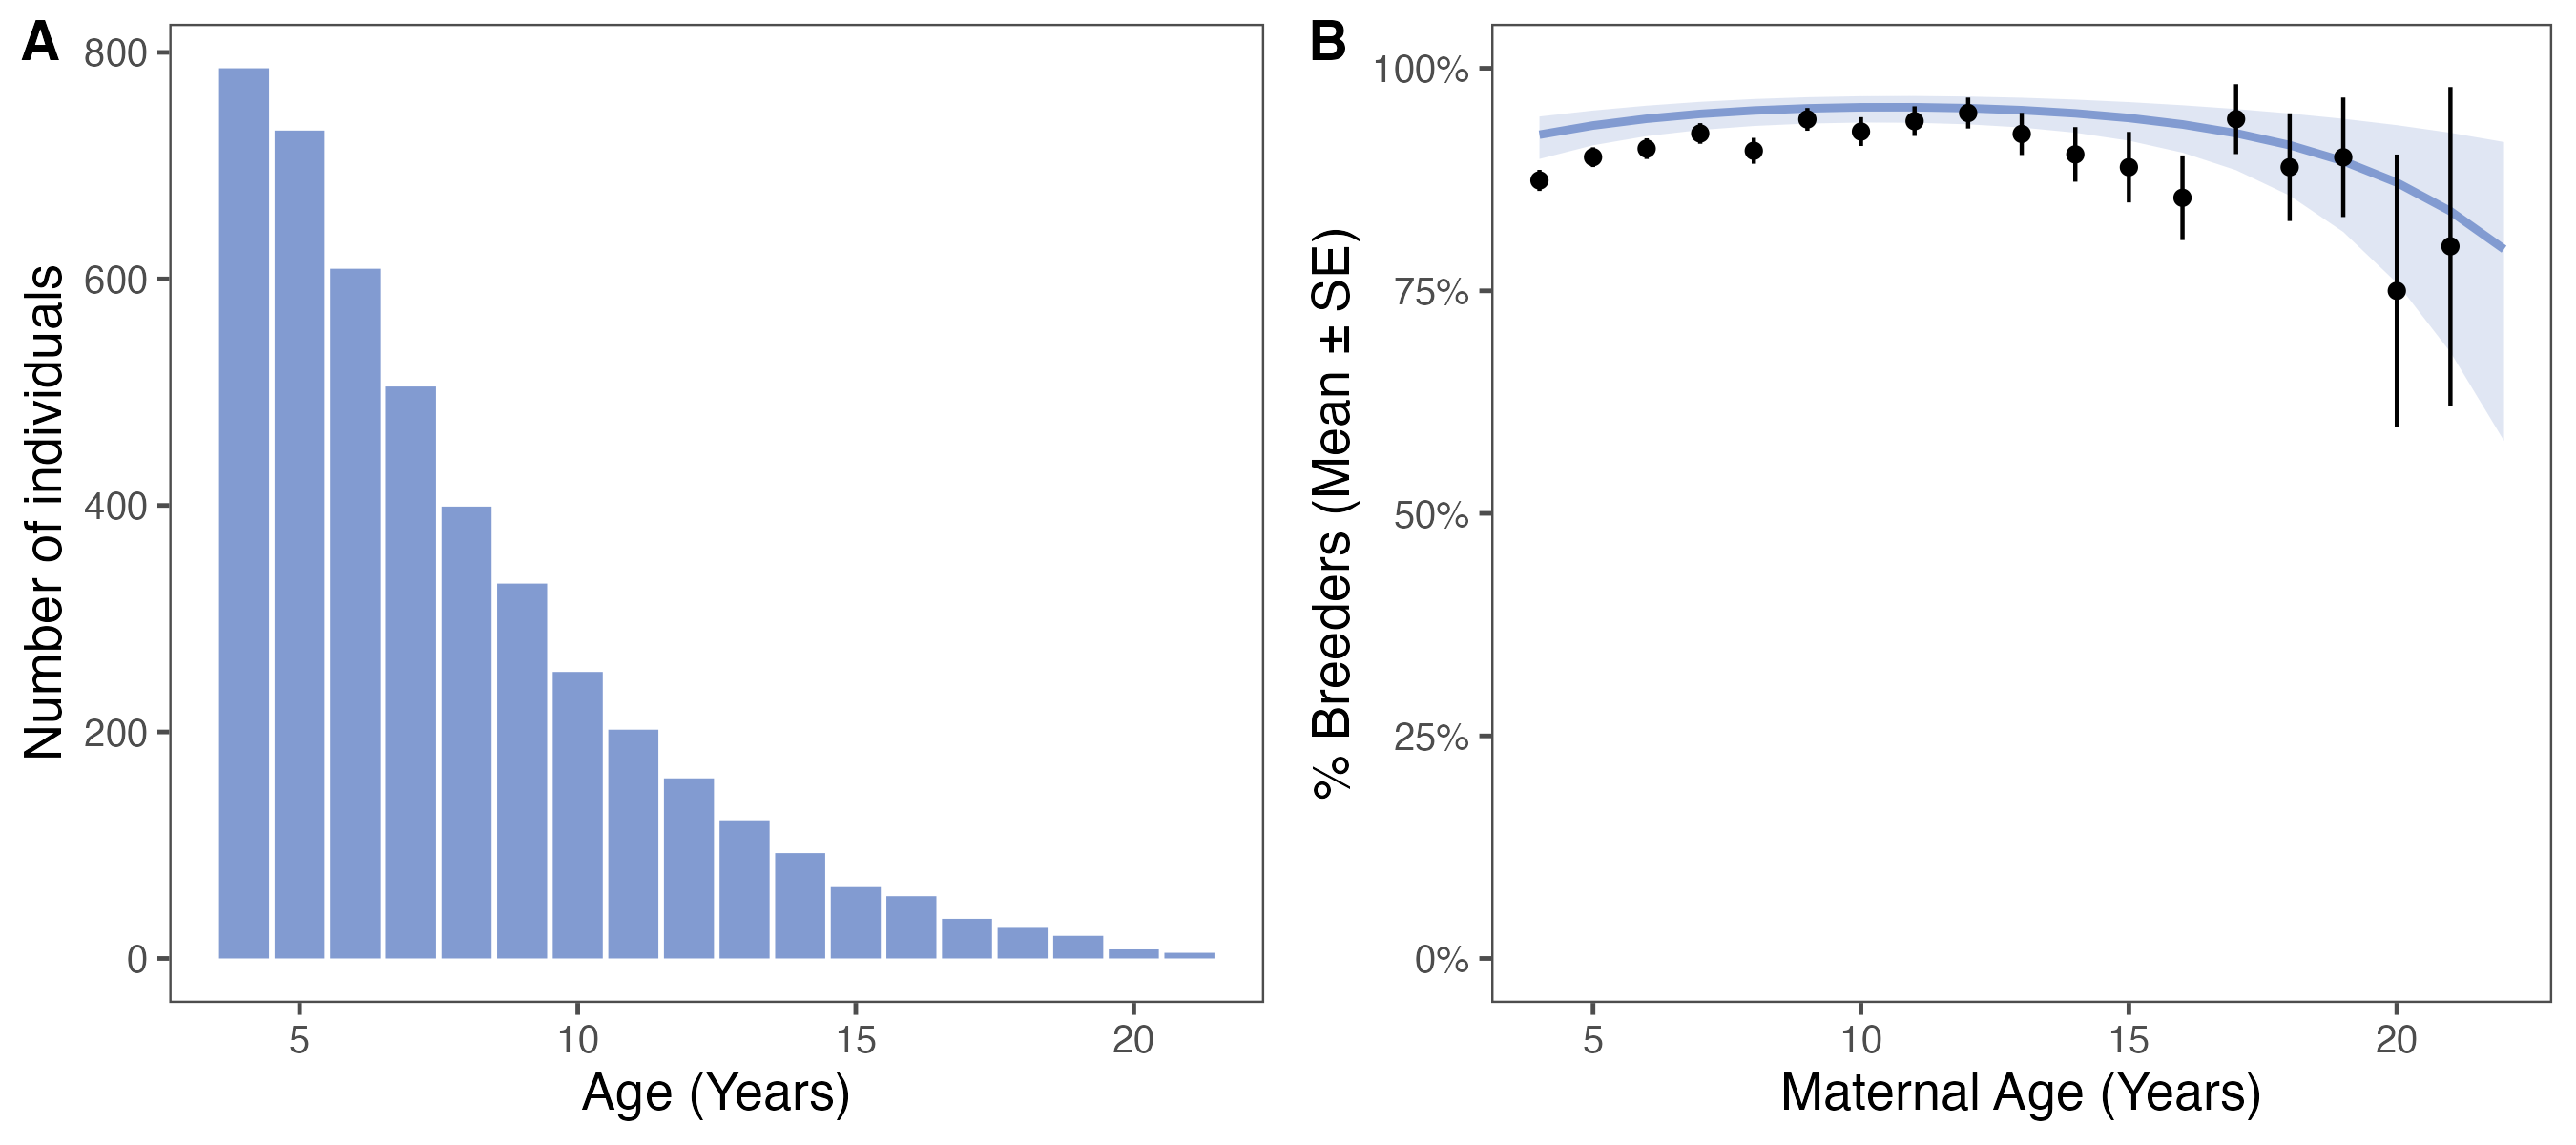 A
800
600
400
200
0
5 10 15 20
Age (Years)
Number of individuals
B
100%
75%
50%
25%
0%
5 10 15 20
Maternal Age (Years)
% Breeders (Mean ± SE)